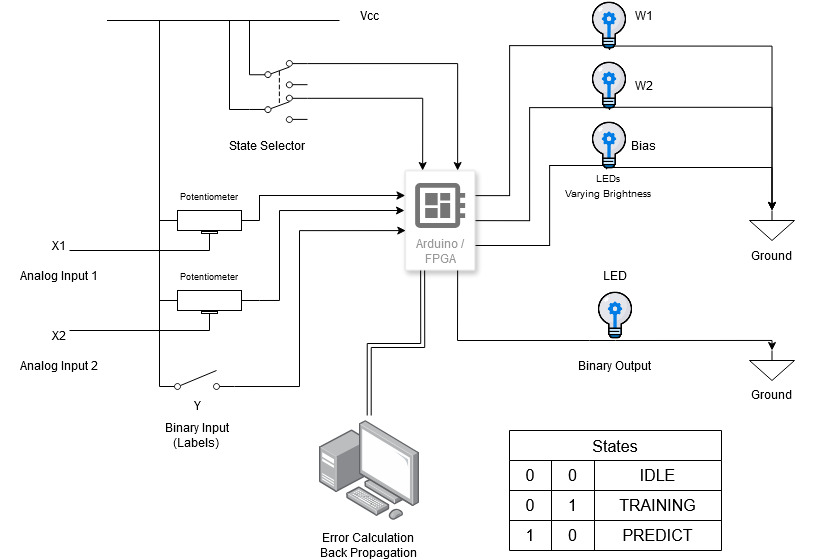 Vcc
W1
W2
State Selector
Bias
LEDs
Varying Brightness
Potentiometer
X1
Arduino /
FPGA
Analog Input 1
Ground
Potentiometer
LED
X2
Analog Input 2
Binary Output
Y
Ground
Binary Input
(Labels)
States
0 0 IDLE
0 1 TRAINING
1 0 PREDICT
Error Calculation
Back Propagation